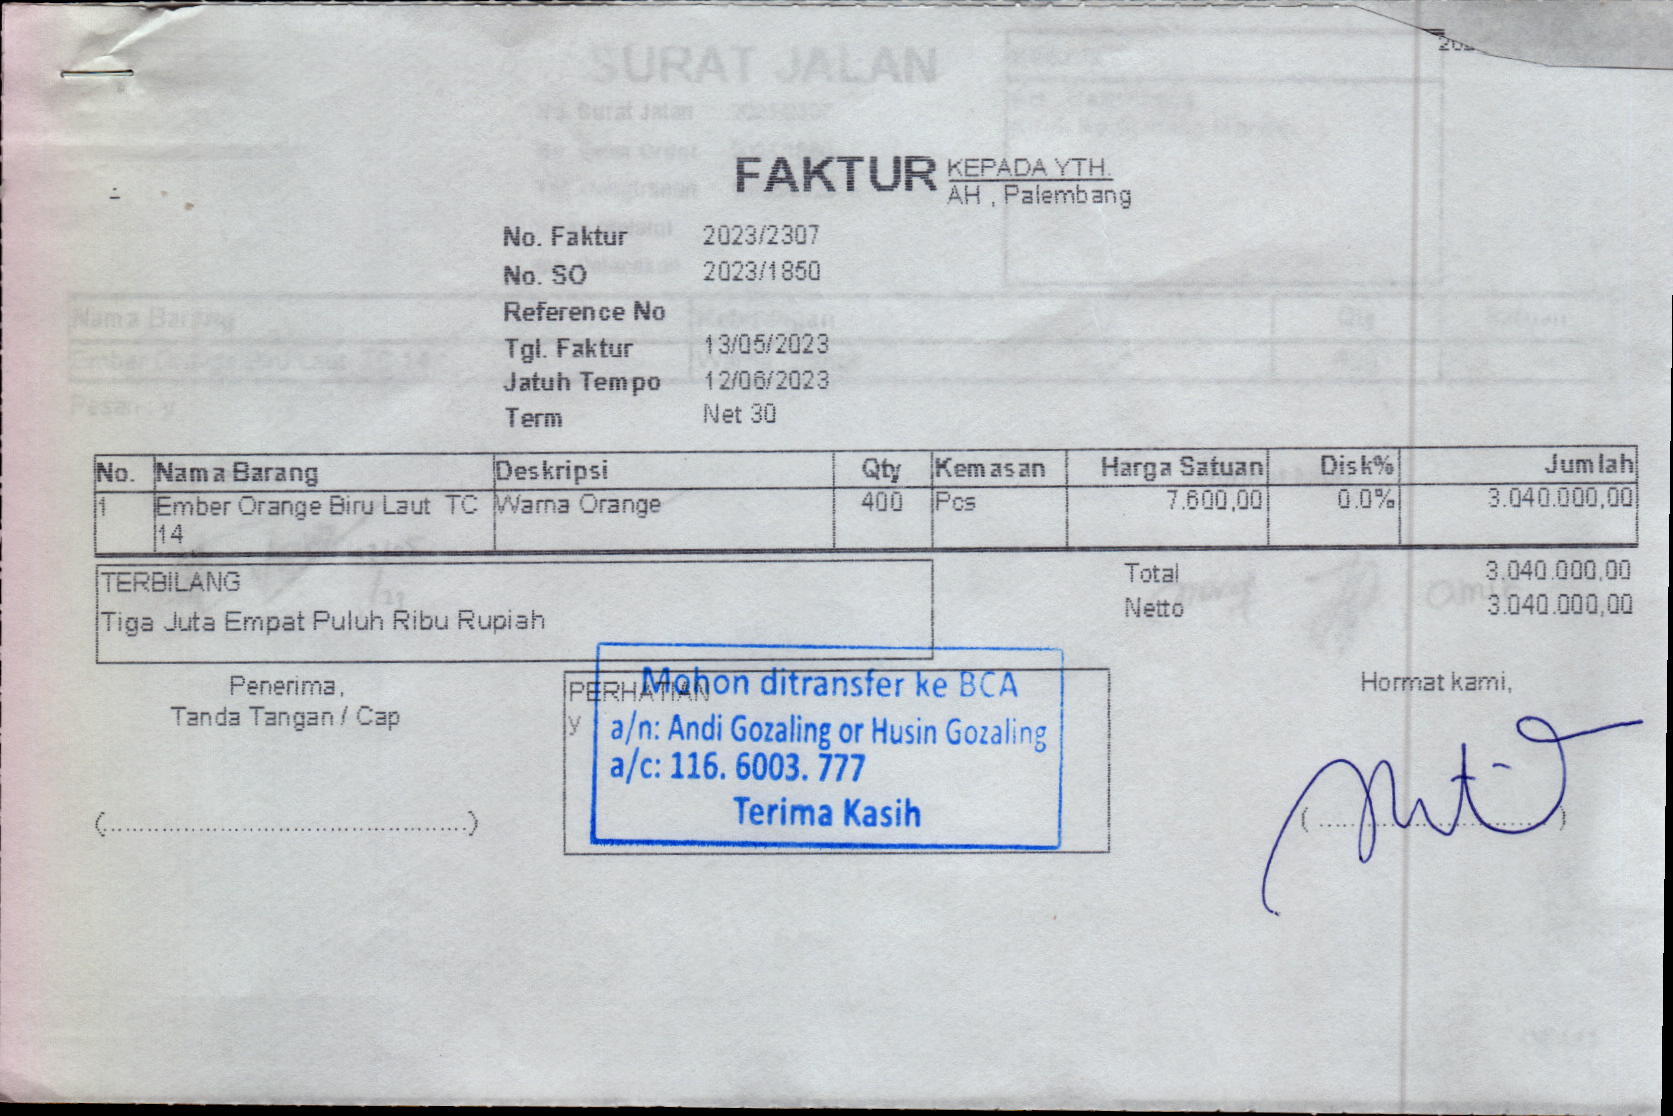 SURAT JALAN
FAKTUR KEPADA YTH.
AH , Palembang
No. Faktur 2023/2307
No. SO 2023/1850
Reference No
Tgl. Faktur 13/05/2023
Jatuh Tempo 12/06/2023
Term Net 30
No. Nama Barang Deskripsi Qty Kemasan Harga Satuan Disk% Jumlah
1 Ember Orange Biru Laut TC Warna Orange 400 Pcs 7.600,00 0.0% 3.040.000,00
14
TERBILANG
Tiga Juta Empat Puluh Ribu Rupiah
Total 3.040.000,00
Netto 3.040.000,00
Penerima,
Tanda Tangan / Cap
PERHATIAN
y
Mohon ditransfer ke BCA
a/n: Andi Gozaling or Husin Gozaling
a/c: 116. 6003. 777
Terima Kasih
Hormat kami,
(................................................)
(................................)